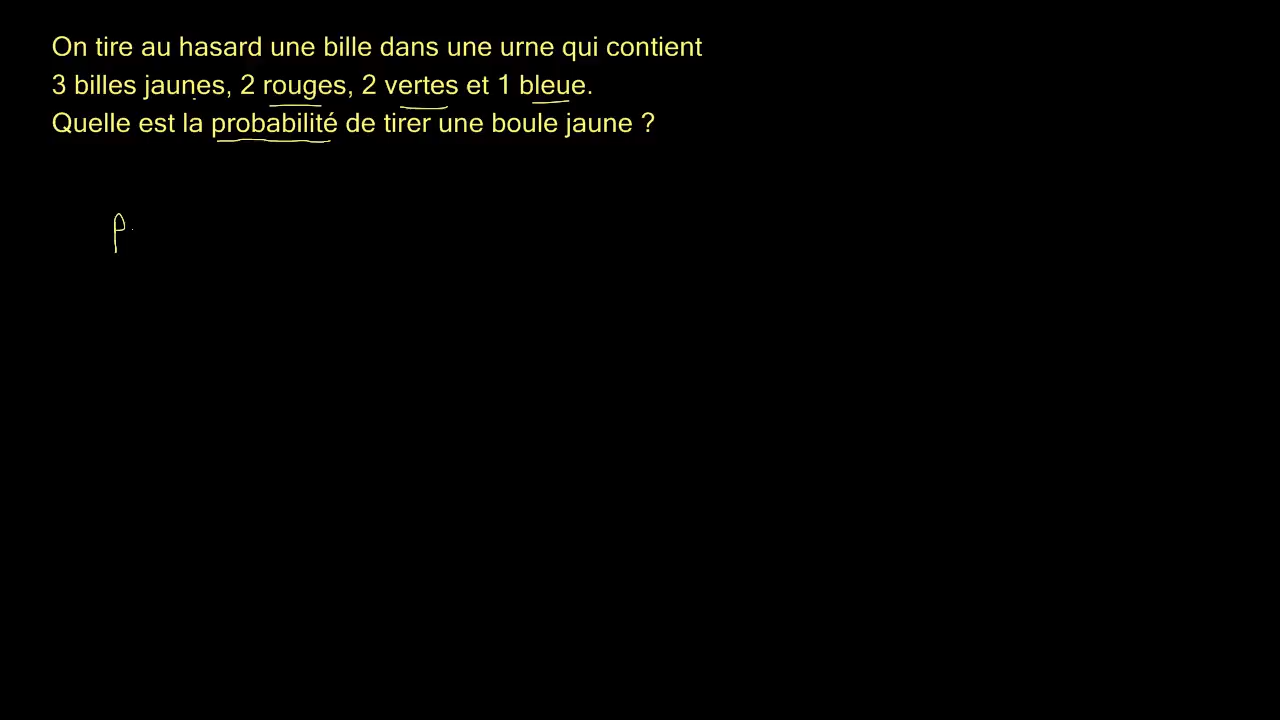 On tire au hasard une bille dans une urne qui contient
3 billes jaunes, 2 rouges, 2 vertes et 1 bleue.
Quelle est la probabilité de tirer une boule jaune ?
P